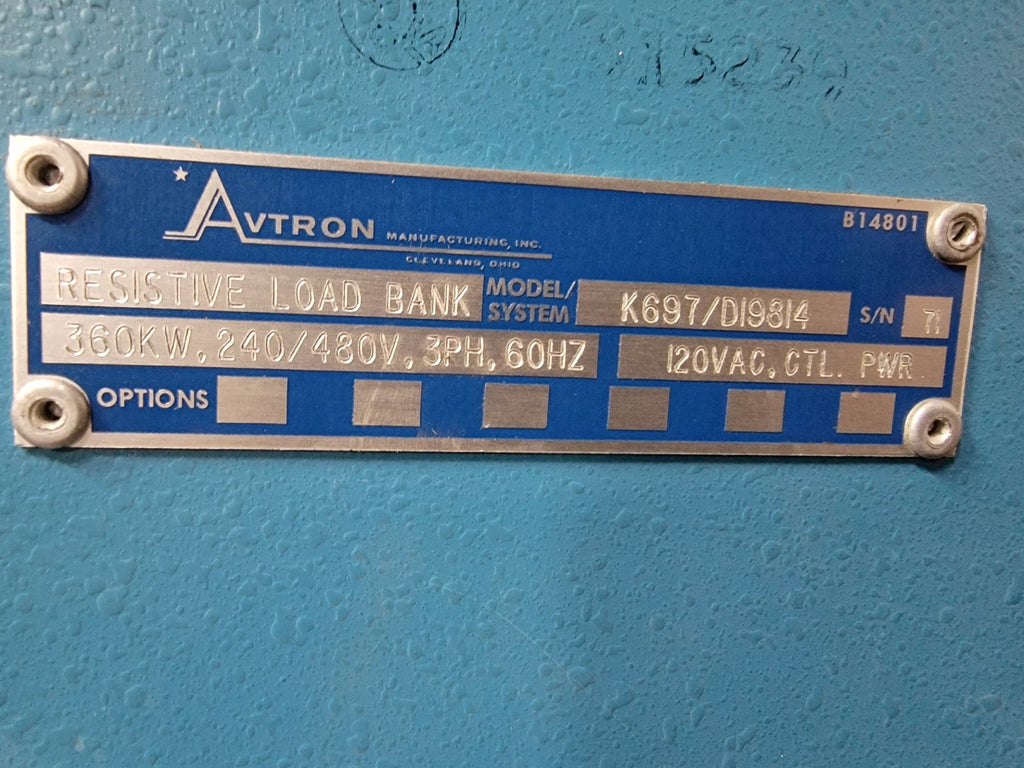 AVTRON MANUFACTURING, INC.
CLEVELAND, OHIO
B14801
RESISTIVE LOAD BANK MODEL/SYSTEM K697/D19814 S/N 71
360KW, 240/480V, 3PH, 60HZ 120VAC, CTL. PWR
OPTIONS